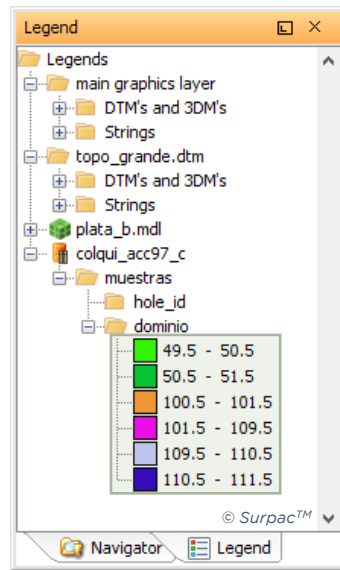 Legend
Legends
main graphics layer
DTM's and 3DM's
Strings
topo_grande.dtm
DTM's and 3DM's
Strings
plata_b.mdl
colqui_acc97_c
muestras
hole_id
dominio
49.5 - 50.5
50.5 - 51.5
100.5 - 101.5
101.5 - 109.5
109.5 - 110.5
110.5 - 111.5
© Surpac™
Navigator Legend